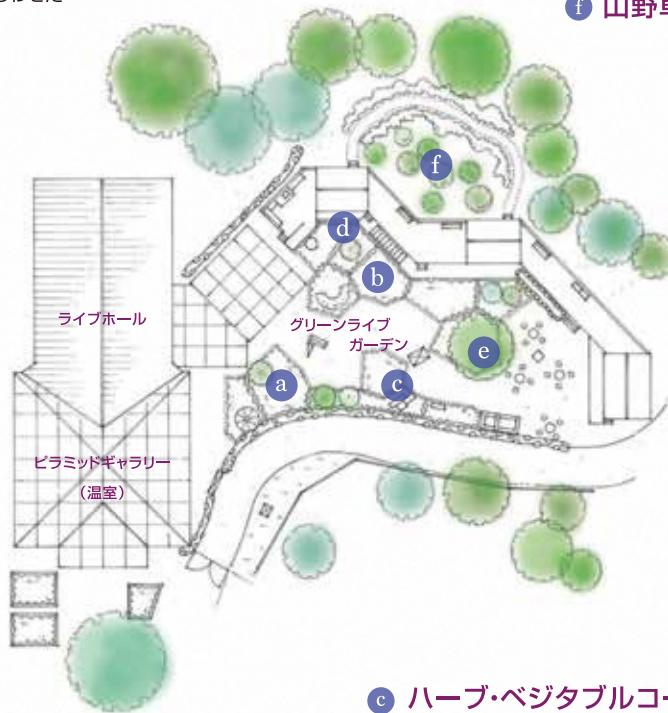 f 山野
f
d
b
ライブホール
グリーンライブ
ガーデン
e
a
c
ピラミッドギャラリー
(温室)
c ハーブ・ベジタブルコー